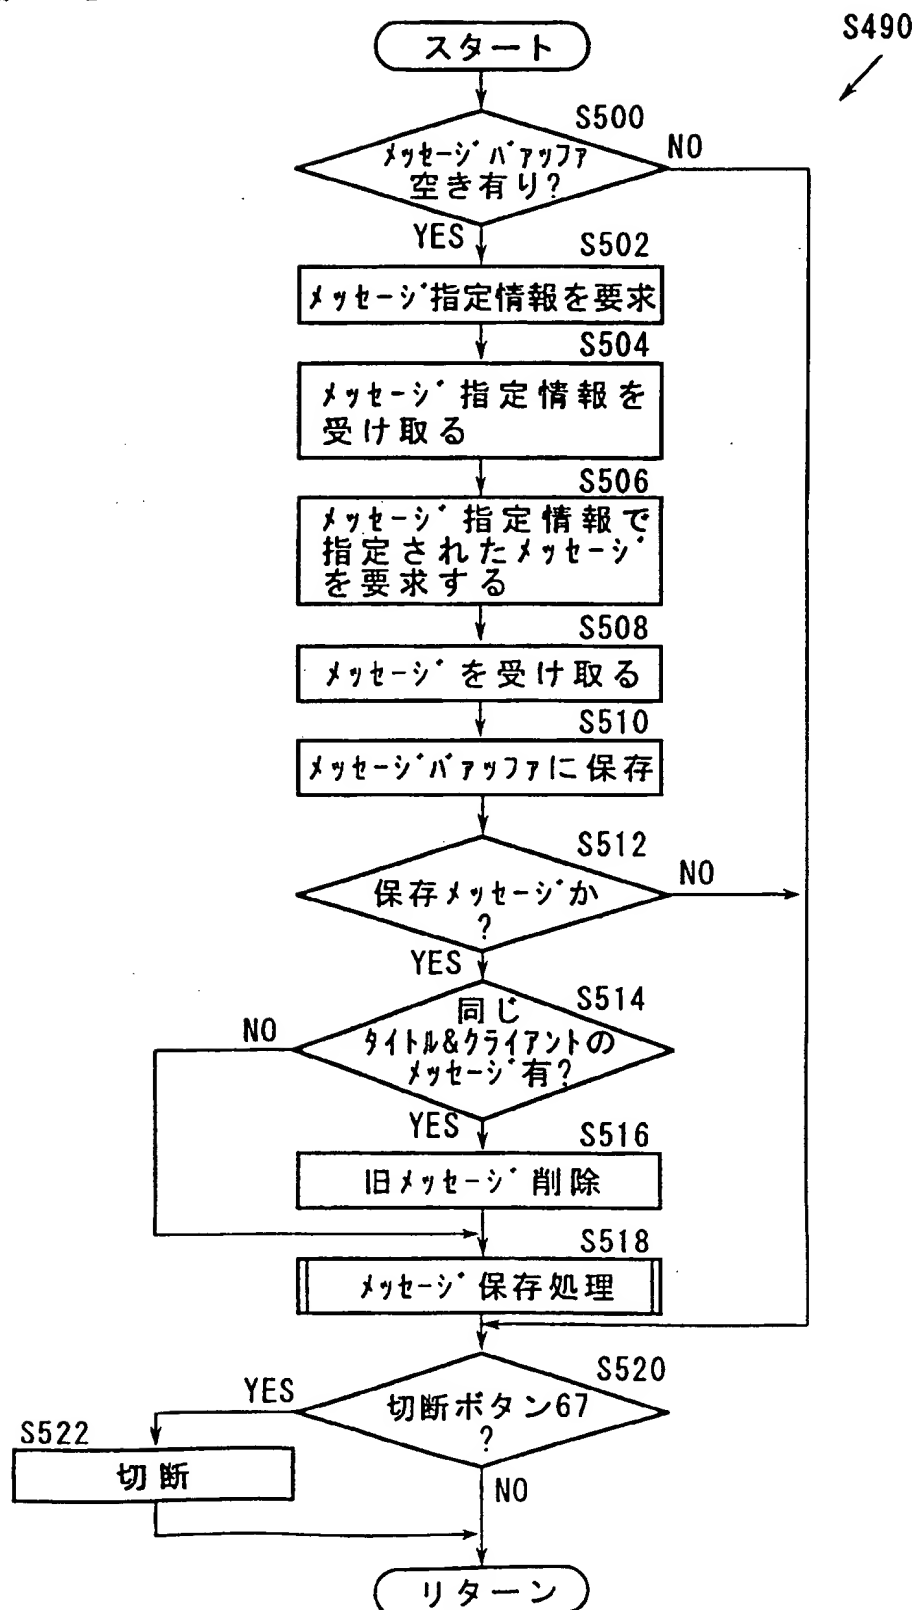 S490
スタート
S500
メッセージバァッファ
空き有り?
NO
YES
S502
メッセージ指定情報を要求
S504
メッセージ指定情報を
受け取る
S506
メッセージ指定情報で
指定されたメッセージ
を要求する
S508
メッセージを受け取る
S510
メッセージバァッファに保存
S512
保存メッセージか
?
NO
YES
S514
同じ
タイトル&クライアントの
メッセージ有?
NO
YES
S516
旧メッセージ削除
S518
メッセージ保存処理
S520
切断ボタン67
?
YES
S522
切断
NO
リターン